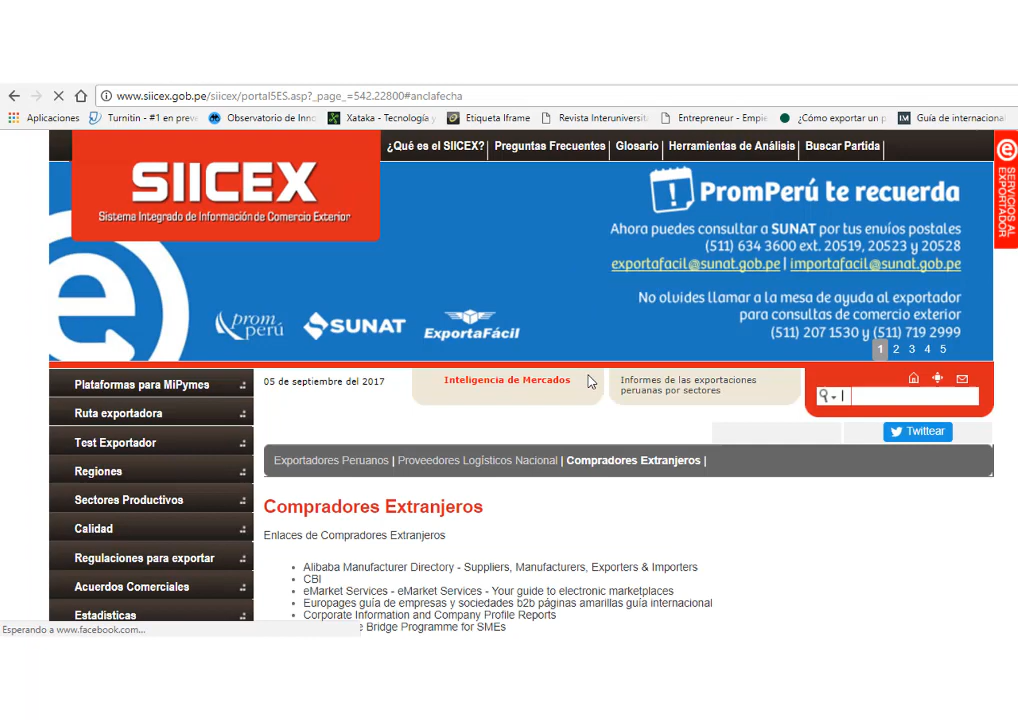 www.siicex.gob.pe/siicex/portal5ES.asp?_page_=542.22800#anclafecha
Aplicaciones
Turnitin - #1 en preve
Observatorio de Inno
Xataka - Tecnología y
Etiqueta Iframe
Revista Interuniversita
Entrepreneur - Empie
¿Cómo exportar un p
Guía de internaciona
¿Qué es el SIICEX? | Preguntas Frecuentes | Glosario | Herramientas de Análisis | Buscar Partida |
SIICEX
Sistema Integrado de Información de Comercio Exterior
SERVICIOS AL EXPORTADOR
PromPerú te recuerda
Ahora puedes consultar a SUNAT por tus envíos postales
(511) 634 3600 ext. 20519, 20523 y 20528
exportafacil@sunat.gob.pe | importafacil@sunat.gob.pe
No olvides llamar a la mesa de ayuda al exportador
para consultas de comercio exterior
(511) 207 1530 y (511) 719 2999
prom perú
SUNAT
ExportaFácil
1 2 3 4 5
Plataformas para MiPymes
Ruta exportadora
Test Exportador
Regiones
Sectores Productivos
Calidad
Regulaciones para exportar
Acuerdos Comerciales
Estadísticas
05 de septiembre del 2017
Inteligencia de Mercados
Informes de las exportaciones
peruanas por sectores
Twittear
Exportadores Peruanos | Proveedores Logísticos Nacional | Compradores Extranjeros |
Compradores Extranjeros
Enlaces de Compradores Extranjeros
Alibaba Manufacturer Directory - Suppliers, Manufacturers, Exporters & Importers
CBI
eMarket Services - eMarket Services - Your guide to electronic marketplaces
Europages guía de empresas y sociedades b2b páginas amarillas guía internacional
Corporate Information and Company Profile Reports
e Bridge Programme for SMEs
Esperando a www.facebook.com...